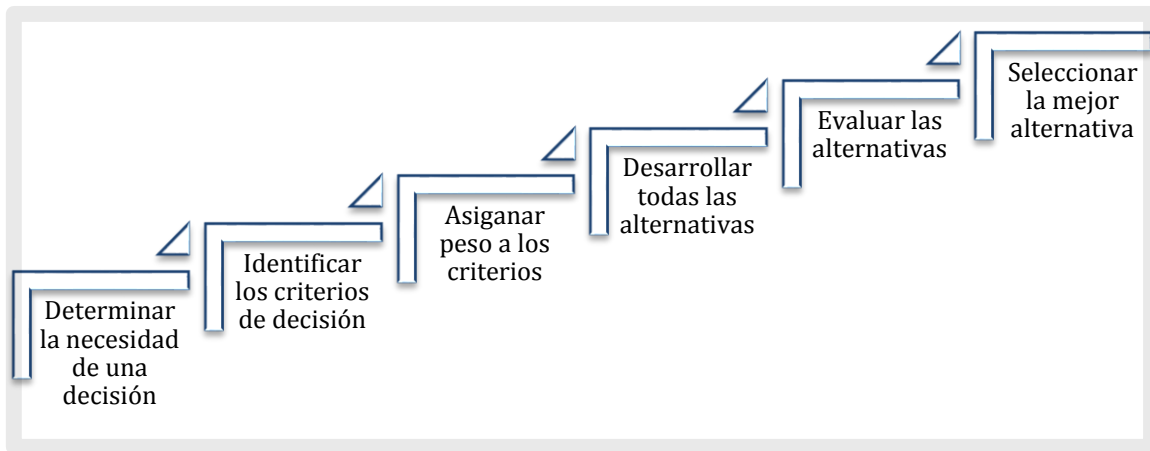 Determinar
la necesidad
de una
decisión
Identificar
los criterios
de decisión
Asiganar
peso a los
criterios
Desarrollar
todas las
alternativas
Evaluar las
alternativas
Seleccionar
la mejor
alternativa